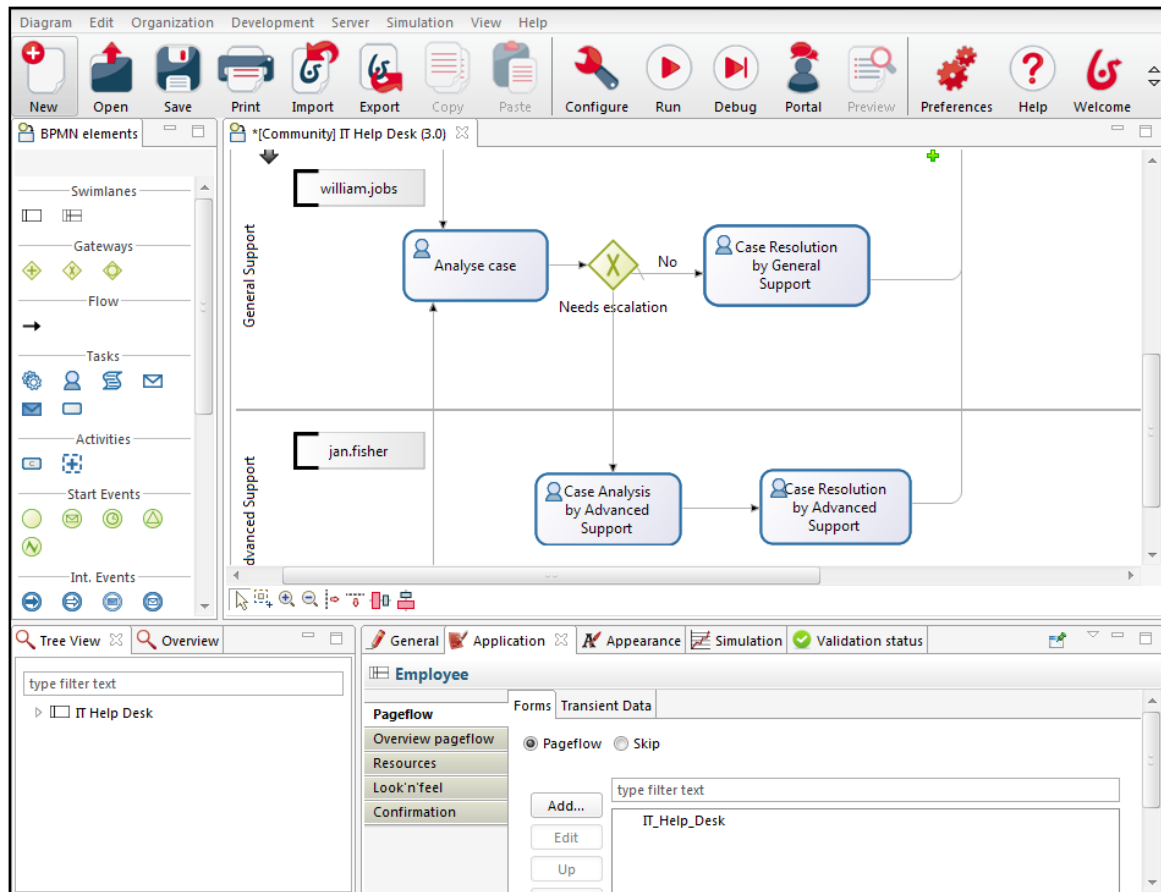 Diagram Edit Organization Development Server Simulation View Help
New Open Save Print Import Export Copy Paste Configure Run Debug Portal Preview Preferences Help Welcome
BPMN elements
Swimlanes
Gateways
Flow
Tasks
Activities
Start Events
Int. Events
*[Community] IT Help Desk (3.0)
General Support
william.jobs
Analyse case
X
Needs escalation
No
Case Resolution
by General
Support
dvanced Support
jan.fisher
Case Analysis
by Advanced
Support
Case Resolution
by Advanced
Support
Tree View Overview
type filter text
IT Help Desk
General Application Appearance Simulation Validation status
Employee
Pageflow
Overview pageflow
Resources
Look'n'feel
Confirmation
Forms Transient Data
Pageflow Skip
type filter text
Add...
Edit
Up
IT_Help_Desk